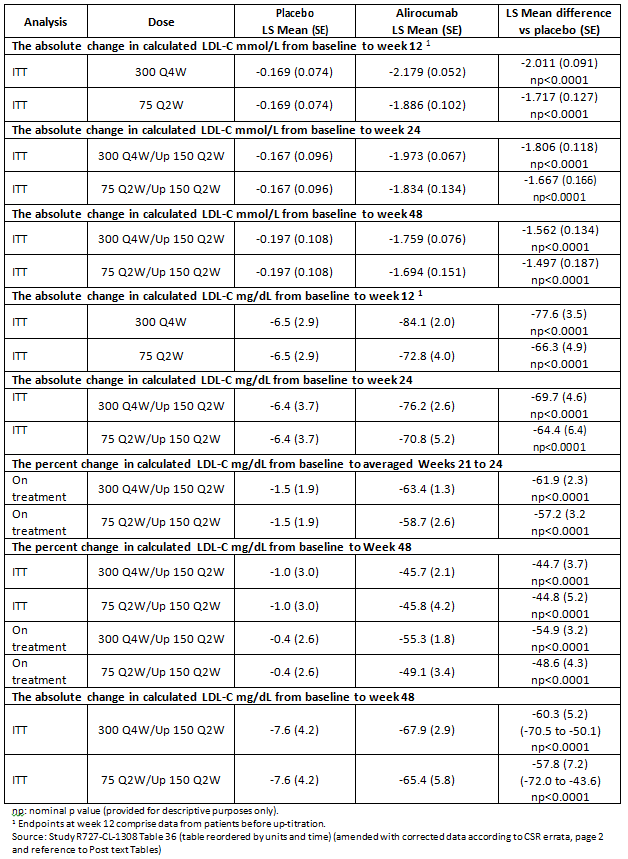 Analysis Dose Placebo LS Mean (SE) Alirocumab LS Mean (SE) LS Mean difference vs placebo (SE)
The absolute change in calculated LDL-C mmol/L from baseline to week 12 1
ITT 300 Q4W -0.169 (0.074) -2.179 (0.052) -2.011 (0.091) np<0.0001
ITT 75 Q2W -0.169 (0.074) -1.886 (0.102) -1.717 (0.127) np<0.0001
The absolute change in calculated LDL-C mmol/L from baseline to week 24
ITT 300 Q4W/Up 150 Q2W -0.167 (0.096) -1.973 (0.067) -1.806 (0.118) np<0.0001
ITT 75 Q2W/Up 150 Q2W -0.167 (0.096) -1.834 (0.134) -1.667 (0.166) np<0.0001
The absolute change in calculated LDL-C mmol/L from baseline to week 48
ITT 300 Q4W/Up 150 Q2W -0.197 (0.108) -1.759 (0.076) -1.562 (0.134) np<0.0001
ITT 75 Q2W/Up 150 Q2W -0.197 (0.108) -1.694 (0.151) -1.497 (0.187) np<0.0001
The absolute change in calculated LDL-C mg/dL from baseline to week 12 1
ITT 300 Q4W -6.5 (2.9) -84.1 (2.0) -77.6 (3.5) np<0.0001
ITT 75 Q2W -6.5 (2.9) -72.8 (4.0) -66.3 (4.9) np<0.0001
The absolute change in calculated LDL-C mg/dL from baseline to week 24
ITT 300 Q4W/Up 150 Q2W -6.4 (3.7) -76.2 (2.6) -69.7 (4.6) np<0.0001
ITT 75 Q2W/Up 150 Q2W -6.4 (3.7) -70.8 (5.2) -64.4 (6.4) np<0.0001
The percent change in calculated LDL-C mg/dL from baseline to averaged Weeks 21 to 24
On treatment 300 Q4W/Up 150 Q2W -1.5 (1.9) -63.4 (1.3) -61.9 (2.3) np<0.0001
On treatment 75 Q2W/Up 150 Q2W -1.5 (1.9) -58.7 (2.6) -57.2 (3.2 np<0.0001
The percent change in calculated LDL-C mg/dL from baseline to Week 48
ITT 300 Q4W/Up 150 Q2W -1.0 (3.0) -45.7 (2.1) -44.7 (3.7) np<0.0001
ITT 75 Q2W/Up 150 Q2W -1.0 (3.0) -45.8 (4.2) -44.8 (5.2) np<0.0001
On treatment 300 Q4W/Up 150 Q2W -0.4 (2.6) -55.3 (1.8) -54.9 (3.2) np<0.0001
On treatment 75 Q2W/Up 150 Q2W -0.4 (2.6) -49.1 (3.4) -48.6 (4.3) np<0.0001
The absolute change in calculated LDL-C mg/dL from baseline to week 48
ITT 300 Q4W/Up 150 Q2W -7.6 (4.2) -67.9 (2.9) -60.3 (5.2) (-70.5 to -50.1) np<0.0001
ITT 75 Q2W/Up 150 Q2W -7.6 (4.2) -65.4 (5.8) -57.8 (7.2) (-72.0 to -43.6) np<0.0001
np: nominal p value (provided for descriptive purposes only).
1 Endpoints at week 12 comprise data from patients before up-titration.
Source: Study R727-CL-1308 Table 36 (table reordered by units and time) (amended with corrected data according to CSR errata, page 2
and reference to Post text Tables)